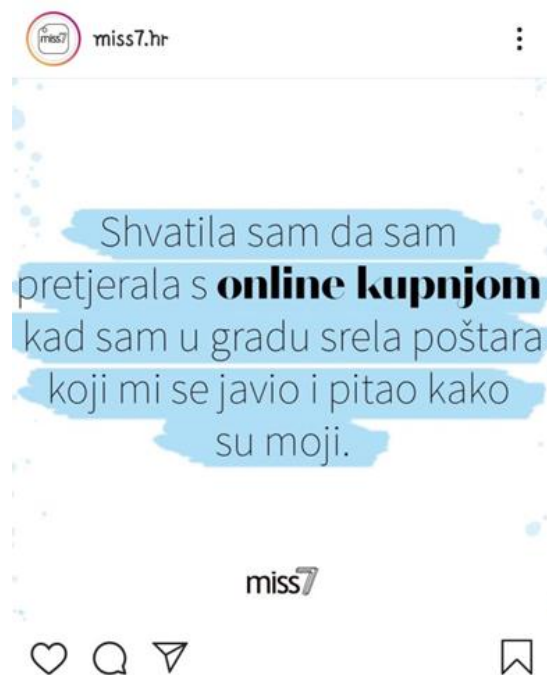 miss7
miss7.hr
Shvatila sam da sam
pretjerala s online kupnjom
kad sam u gradu srela poštara
koji mi se javio i pitao kako
su moji.
miss7